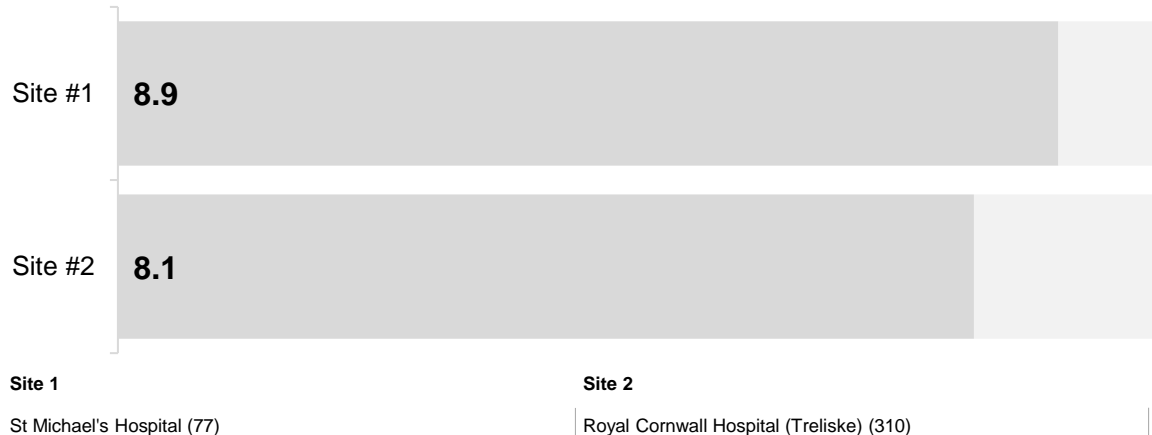 Site #1 8.9
Site #2 8.1
Site 1 Site 2
St Michael's Hospital (77) Royal Cornwall Hospital (Treliske) (310)